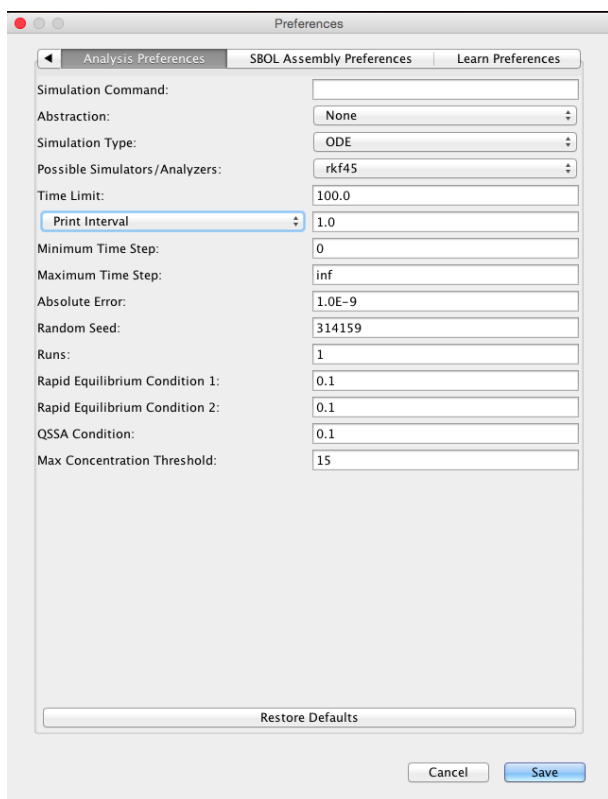 Preferences
Analysis Preferences SBOL Assembly Preferences Learn Preferences
Simulation Command:
Abstraction: None
Simulation Type: ODE
Possible Simulators/Analyzers: rkf45
Time Limit: 100.0
Print Interval 1.0
Minimum Time Step: 0
Maximum Time Step: inf
Absolute Error: 1.0E-9
Random Seed: 314159
Runs: 1
Rapid Equilibrium Condition 1: 0.1
Rapid Equilibrium Condition 2: 0.1
QSSA Condition: 0.1
Max Concentration Threshold: 15
Restore Defaults
Cancel Save